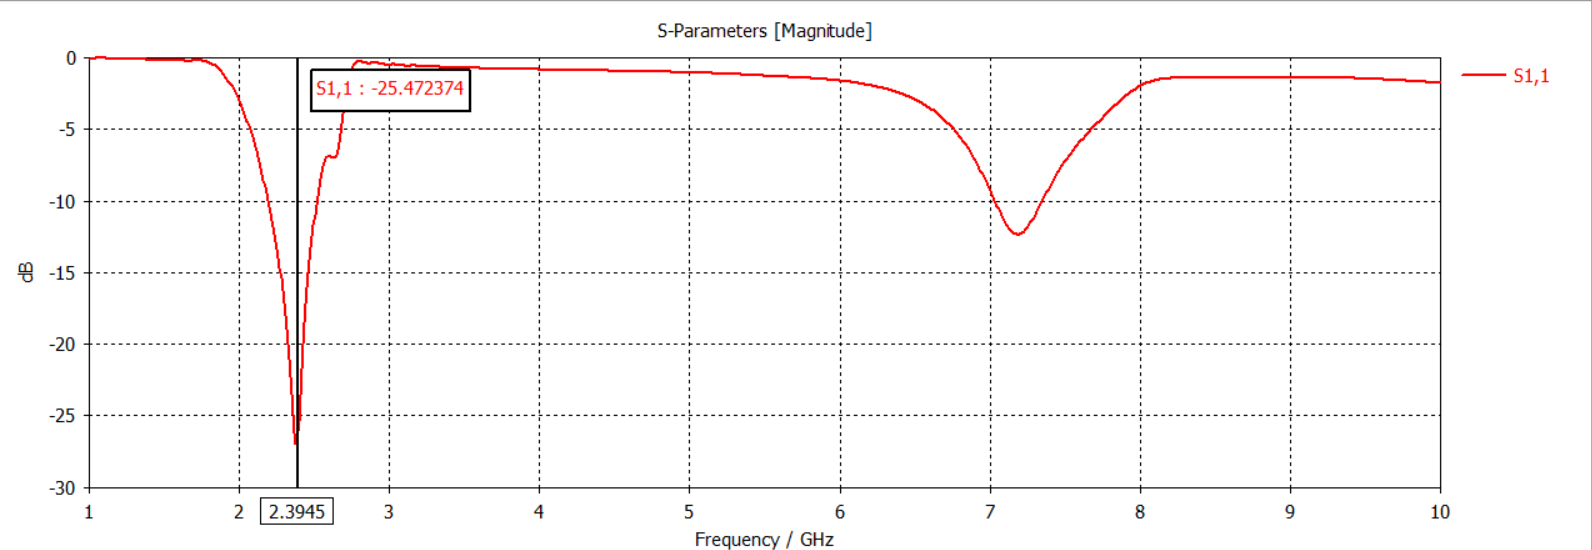 S-Parameters [Magnitude]
S1,1 : -25.472374
S1,1
0
-5
-10
-15
-20
-25
-30
dB
1 2 2.3945 3 4 5 6 7 8 9 10
Frequency / GHz